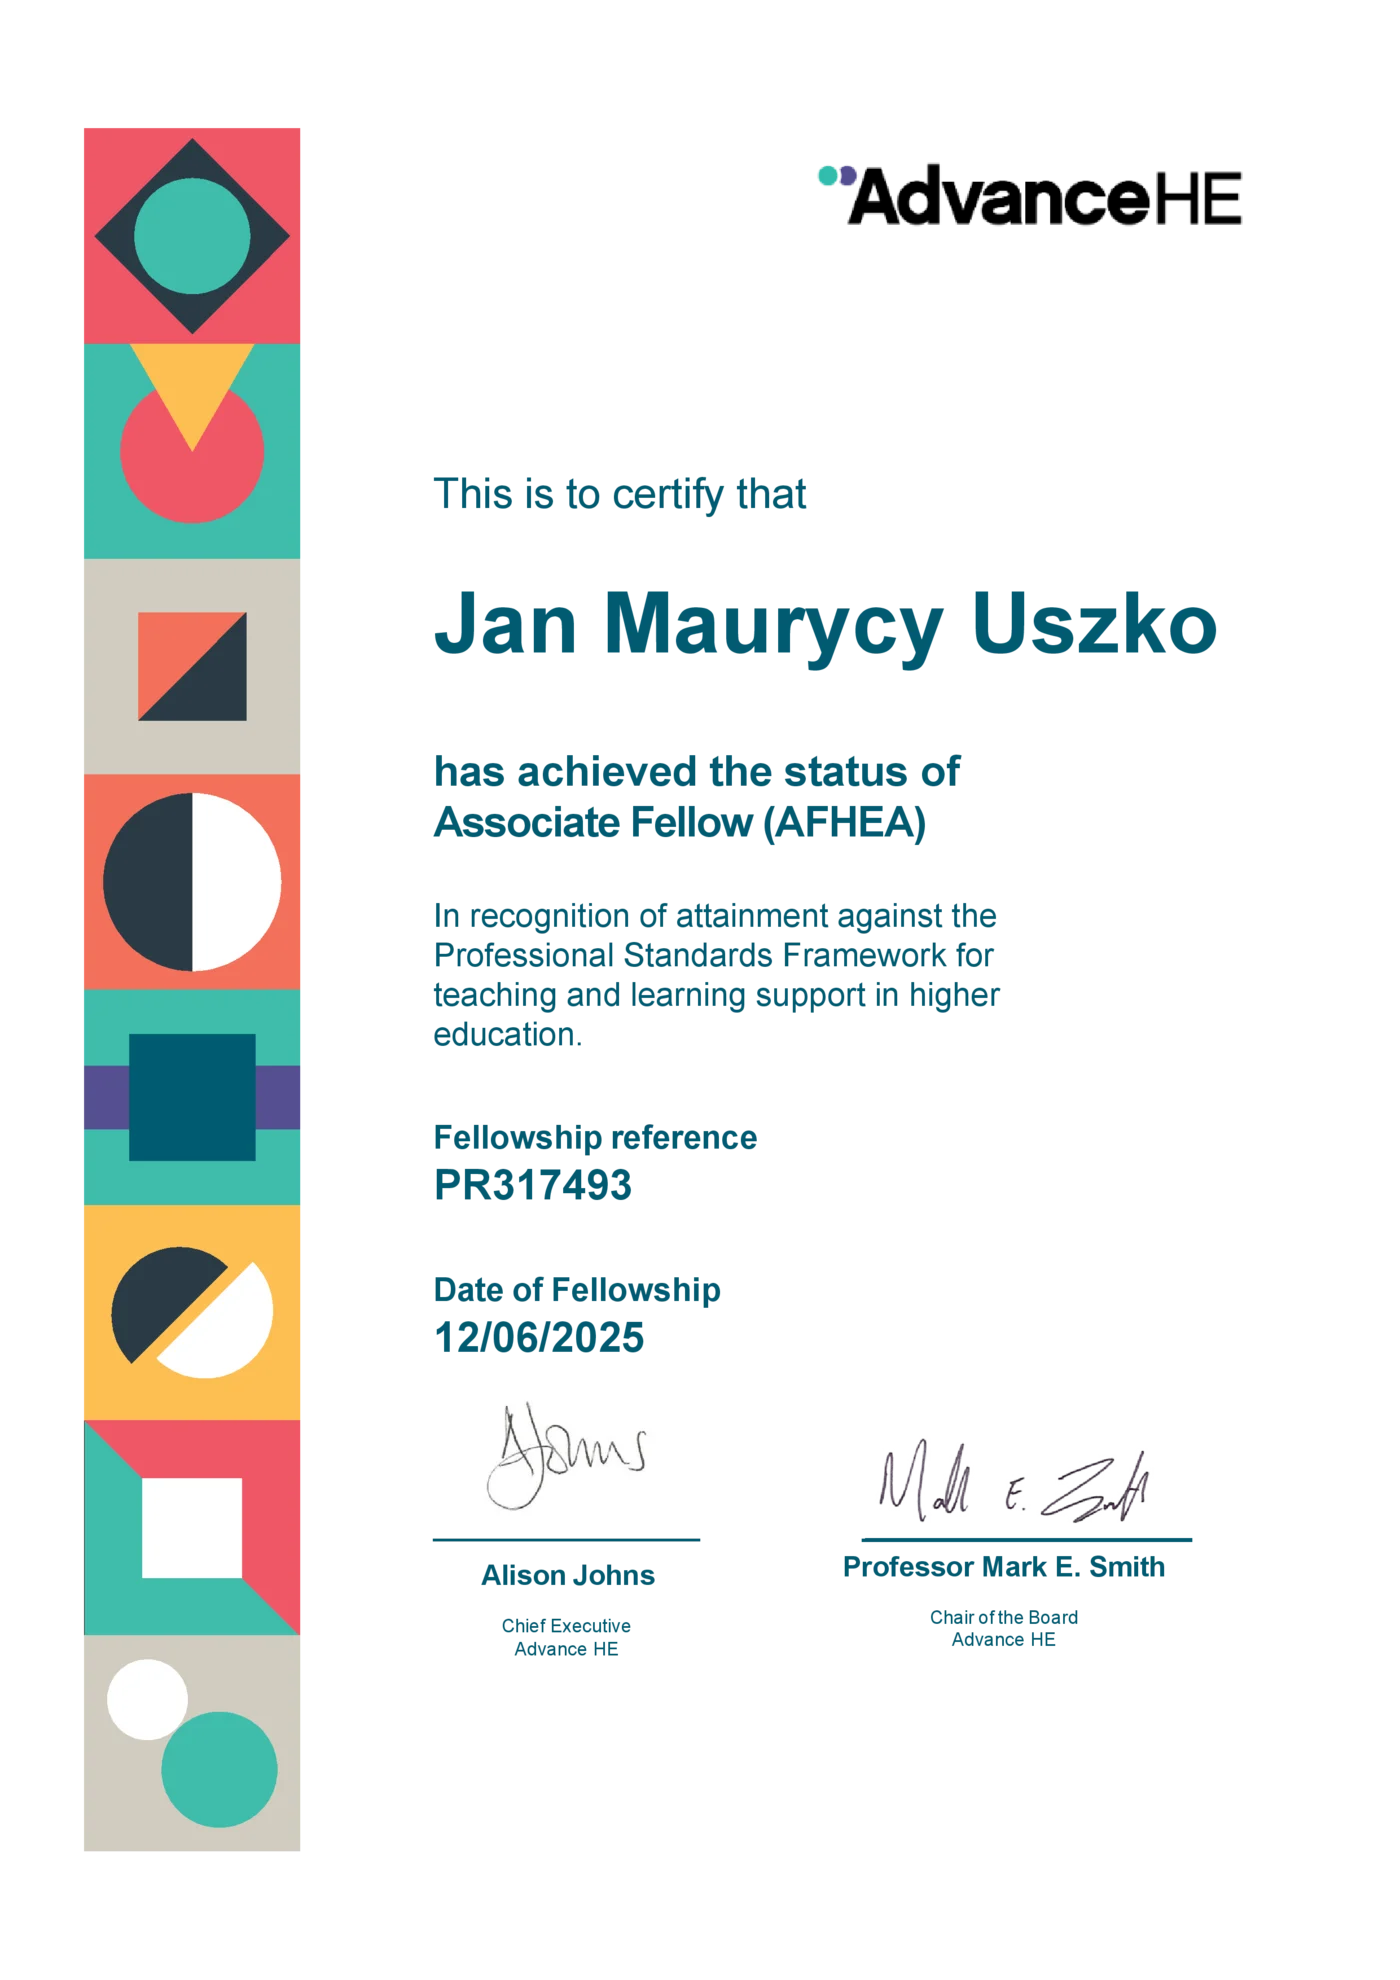 AdvanceHE
This is to certify that
Jan Maurycy Uszko
has achieved the status of
Associate Fellow (AFHEA)
In recognition of attainment against the
Professional Standards Framework for
teaching and learning support in higher
education.
Fellowship reference
PR317493
Date of Fellowship
12/06/2025
AJohns
Mark E. Smith
Alison Johns
Professor Mark E. Smith
Chief Executive
Advance HE
Chair of the Board
Advance HE